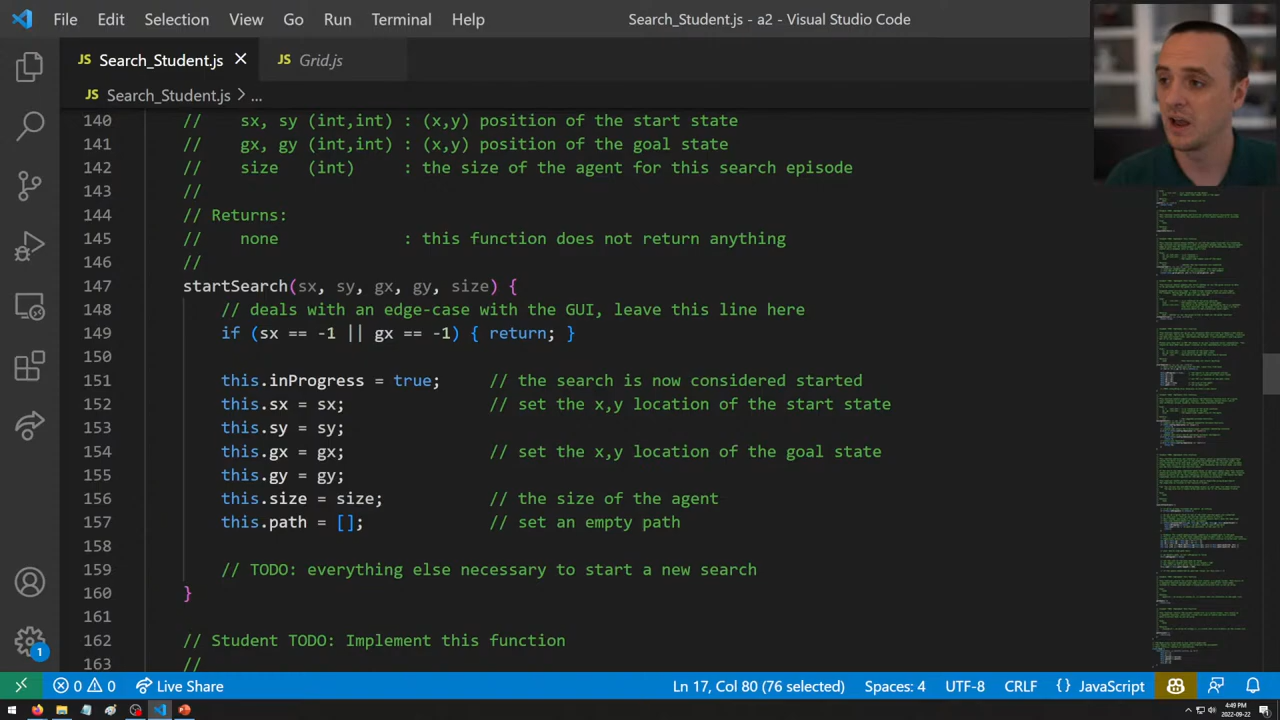 File Edit Selection View Go Run Terminal Help Search_Student.js - a2 - Visual Studio Code
JS Search_Student.js × JS Grid.js
JS Search_Student.js > ...
140 // sx, sy (int,int) : (x,y) position of the start state
141 // gx, gy (int,int) : (x,y) position of the goal state
142 // size (int) : the size of the agent for this search episode
143 //
144 // Returns:
145 // none : this function does not return anything
146 //
147 startSearch(sx, sy, gx, gy, size) {
148 // deals with an edge-case with the GUI, leave this line here
149 if (sx == -1 || gx == -1) { return; }
150
151 this.inProgress = true; // the search is now considered started
152 this.sx = sx; // set the x,y location of the start state
153 this.sy = sy;
154 this.gx = gx; // set the x,y location of the goal state
155 this.gy = gy;
156 this.size = size; // the size of the agent
157 this.path = []; // set an empty path
158
159 // TODO: everything else necessary to start a new search
160 }
161
162 // Student TODO: Implement this function
163 //
1
0 0 Live Share Ln 17, Col 80 (76 selected) Spaces: 4 UTF-8 CRLF {} JavaScript
4:49 PM
2022-09-22